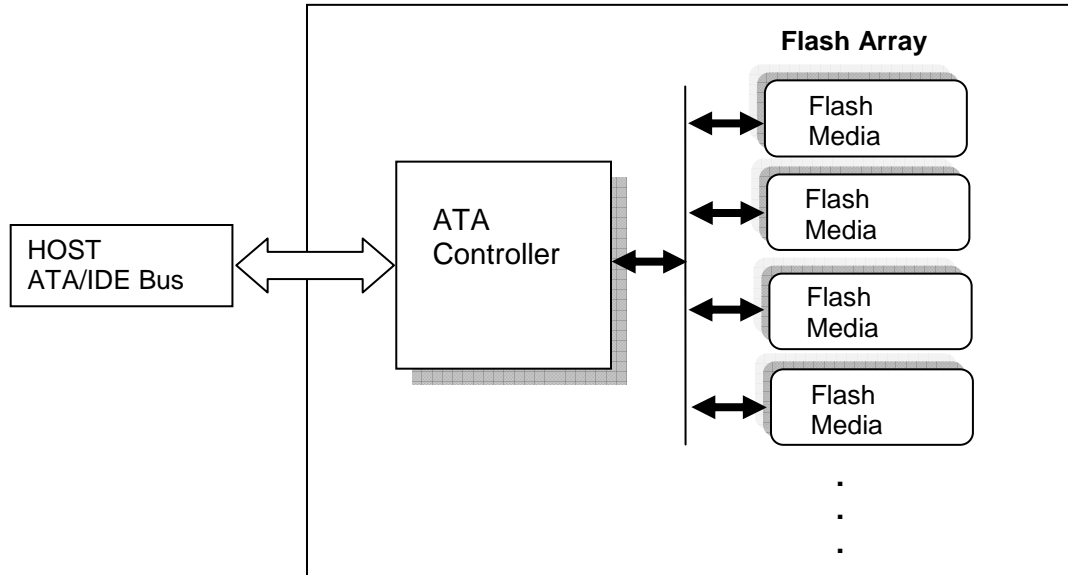 Flash Array
Flash
Media
Flash
Media
ATA
Controller
HOST
ATA/IDE Bus
Flash
Media
Flash
Media
.
.
.